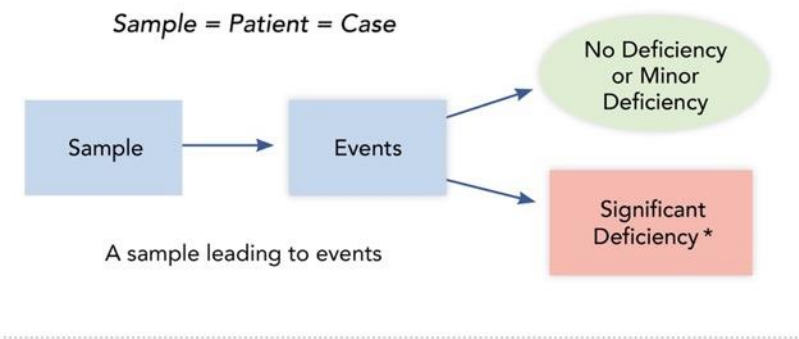 Sample = Patient = Case
No Deficiency
or Minor
Deficiency
Sample
Events
Significant
Deficiency *
A sample leading to events